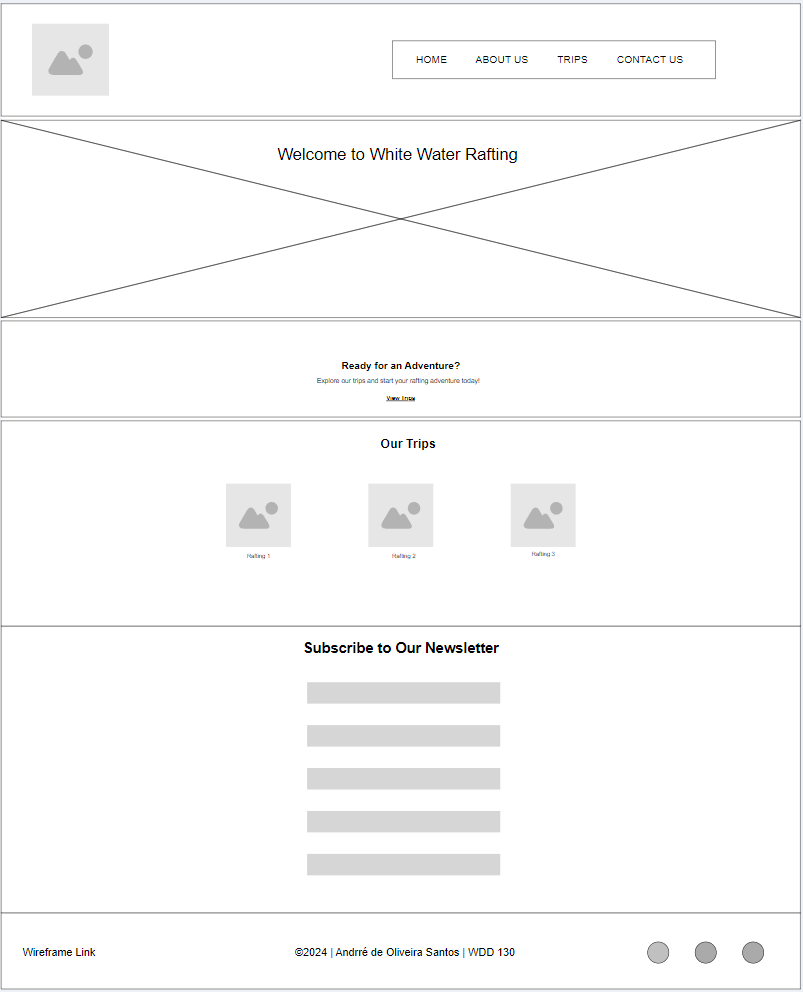 HOME ABOUT US TRIPS CONTACT US
Welcome to White Water Rafting
Ready for an Adventure?
Explore our trips and start your rafting adventure today!
View Trips
Our Trips
Rafting 1
Rafting 2
Rafting 3
Subscribe to Our Newsletter
Wireframe Link
©2024 | Andrré de Oliveira Santos | WDD 130